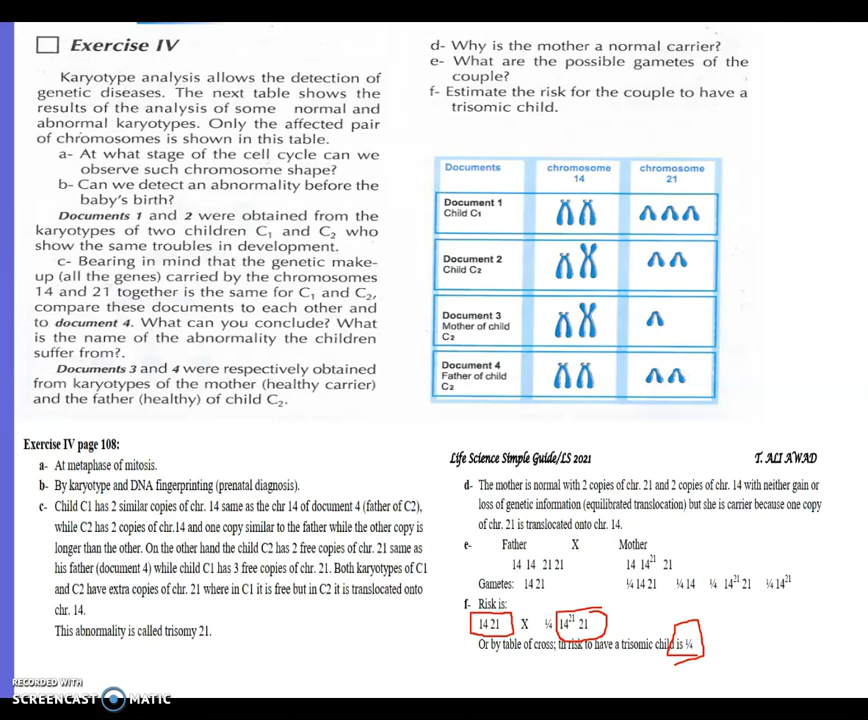 Exercise IV
Karyotype analysis allows the detection of
genetic diseases. The next table shows the
results of the analysis of some normal and
abnormal karyotypes. Only the affected pair
of chromosomes is shown in this table.
a- At what stage of the cell cycle can we
observe such chromosome shape?
b- Can we detect an abnormality before the
baby's birth?
Documents 1 and 2 were obtained from the
karyotypes of two children C1 and C2 who
show the same troubles in development.
c- Bearing in mind that the genetic make-
up (all the genes) carried by the chromosomes
14 and 21 together is the same for C1 and C2,
compare these documents to each other and
to document 4. What can you conclude? What
is the name of the abnormality the children
suffer from?.
Documents 3 and 4 were respectively obtained
from karyotypes of the mother (healthy carrier)
and the father (healthy) of child C2.
d- Why is the mother a normal carrier?
e- What are the possible gametes of the
couple?
f- Estimate the risk for the couple to have a
trisomic child.
Documents
chromosome
14
chromosome
21
Document 1
Child C1
Document 2
Child C2
Document 3
Mother of child
C2
Document 4
Father of child
C2
Exercise IV page 108:
a- At metaphase of mitosis.
b- By karyotype and DNA fingerprinting (prenatal diagnosis).
c- Child C1 has 2 similar copies of chr. 14 same as the chr 14 of document 4 (father of C2),
while C2 has 2 copies of chr.14 and one copy similar to the father while the other copy is
longer than the other. On the other hand the child C2 has 2 free copies of chr. 21 same as
his father (document 4) while child C1 has 3 free copies of chr. 21. Both karyotypes of C1
and C2 have extra copies of chr. 21 where in C1 it is free but in C2 it is translocated onto
chr. 14.
This abnormality is called trisomy 21.
Life Science Simple Guide/LS 2021 T. ALI AWAD
d- The mother is normal with 2 copies of chr. 21 and 2 copies of chr. 14 with neither gain or
loss of genetic information (equilibrated translocation) but she is carrier because one copy
of chr. 21 is translocated onto chr. 14.
e- Father X Mother
14 14 21 21 14 14²¹ 21
Gametes: 14 21 ¼ 14 21 ¼ 14 ¼ 14²¹ 21 ¼ 14²¹
f- Risk is:
14 21 X ¼ 14²¹ 21
Or by table of cross; th risk to have a trisomic child is ¼
RECORDED WITH
SCREENCAST MATIC